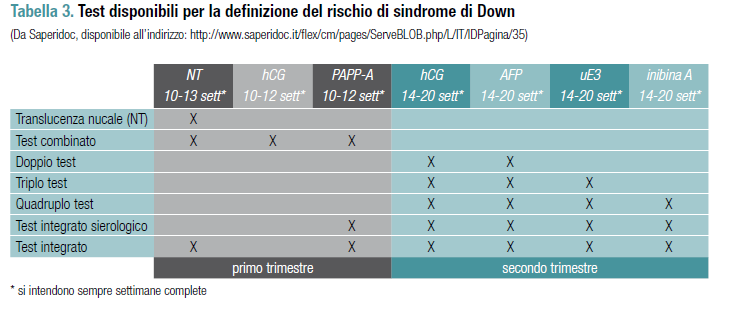 Tabella 3. Test disponibili per la definizione del rischio di sindrome di Down
(Da Saperidoc, disponibile all'indirizzo: http://www.saperidoc.it/flex/cm/pages/ServeBLOB.php/L/IT/IDPagina/35)
NT hCG PAPP-A hCG AFP uE3 inibina A
10-13 sett* 10-12 sett* 10-12 sett* 14-20 sett* 14-20 sett* 14-20 sett* 14-20 sett*
Translucenza nucale (NT) X
Test combinato X X X
Doppio test X X
Triplo test X X X
Quadruplo test X X X X
Test integrato sierologico X X X X X
Test integrato X X X X X X
primo trimestre secondo trimestre
* si intendono sempre settimane complete